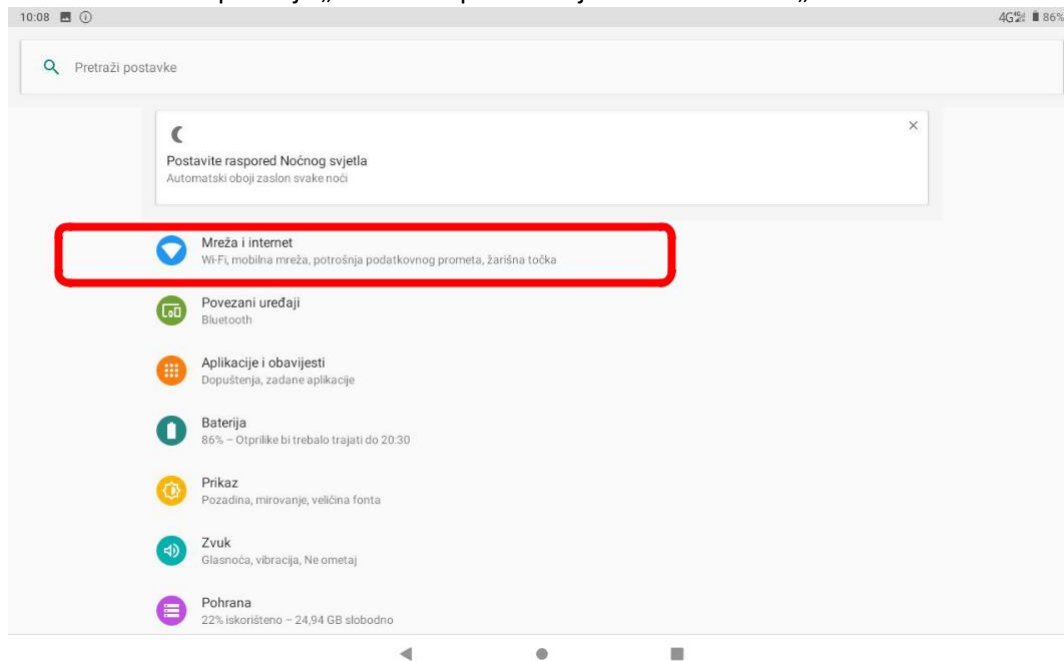 10:08 4G 86%
Pretraži postavke
Postavite raspored Noćnog svjetla
Automatski oboji zaslon svake noći
Mreža i internet
Wi-Fi, mobilna mreža, potrošnja podatkovnog prometa, žarišna točka
Povezani uređaji
Bluetooth
Aplikacije i obavijesti
Dopuštenja, zadane aplikacije
Baterija
86% – Otprilike bi trebalo trajati do 20:30
Prikaz
Pozadina, mirovanje, veličina fonta
Zvuk
Glasnoća, vibracija, Ne ometaj
Pohrana
22% iskorišteno – 24,94 GB slobodno